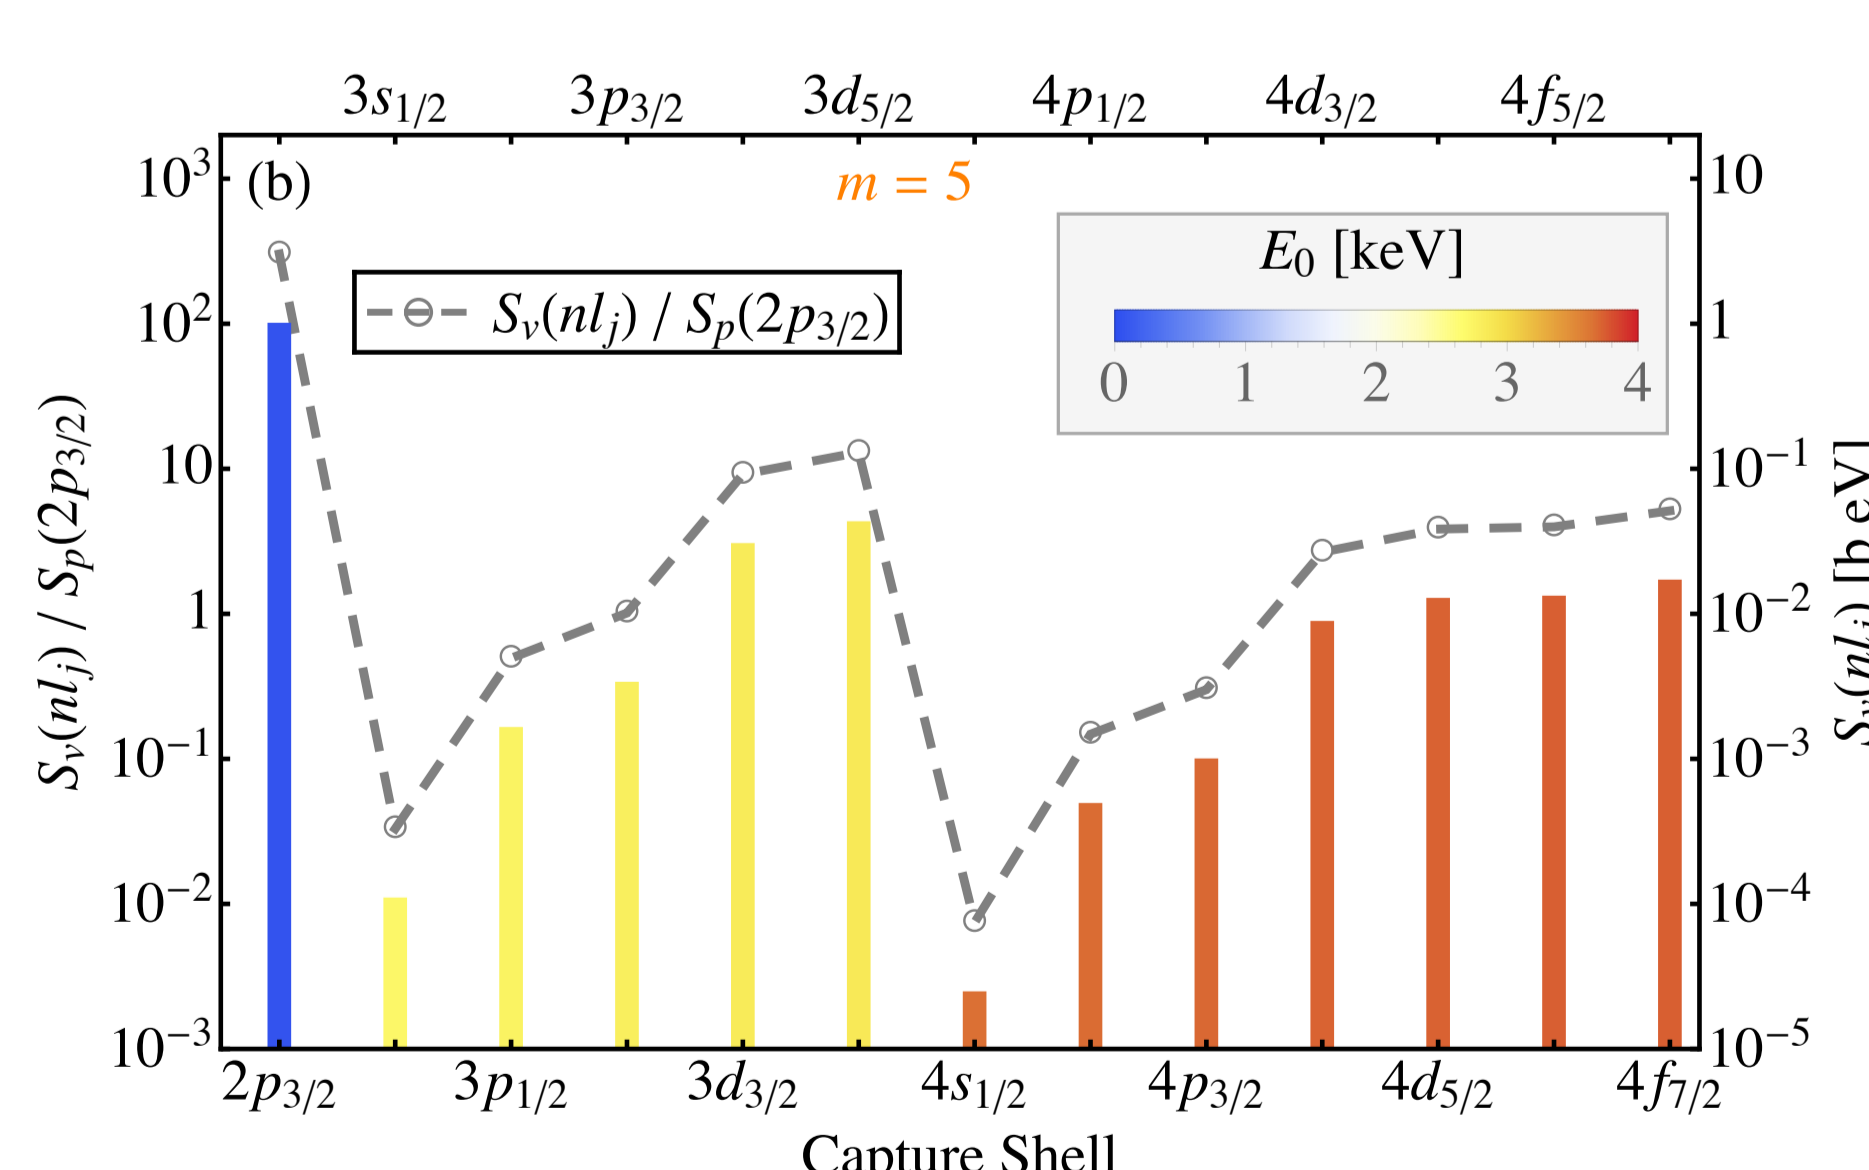 3s1/2 3p3/2 3d5/2 4p1/2 4d3/2 4f5/2
(b)
m = 5
10³ 10² 10 1 10⁻¹ 10⁻² 10⁻³
Sᵥ(nlⱼ) / Sₚ(2p3/2)
Sᵥ(nlⱼ) / Sₚ(2p3/2)
E₀ [keV]
0 1 2 3 4
10 1 10⁻¹ 10⁻² 10⁻³ 10⁻⁴ 10⁻⁵
Sᵥ(nlⱼ) [b eV]
2p3/2 3p1/2 3d3/2 4s1/2 4p3/2 4d5/2 4f7/2
Capture Shell